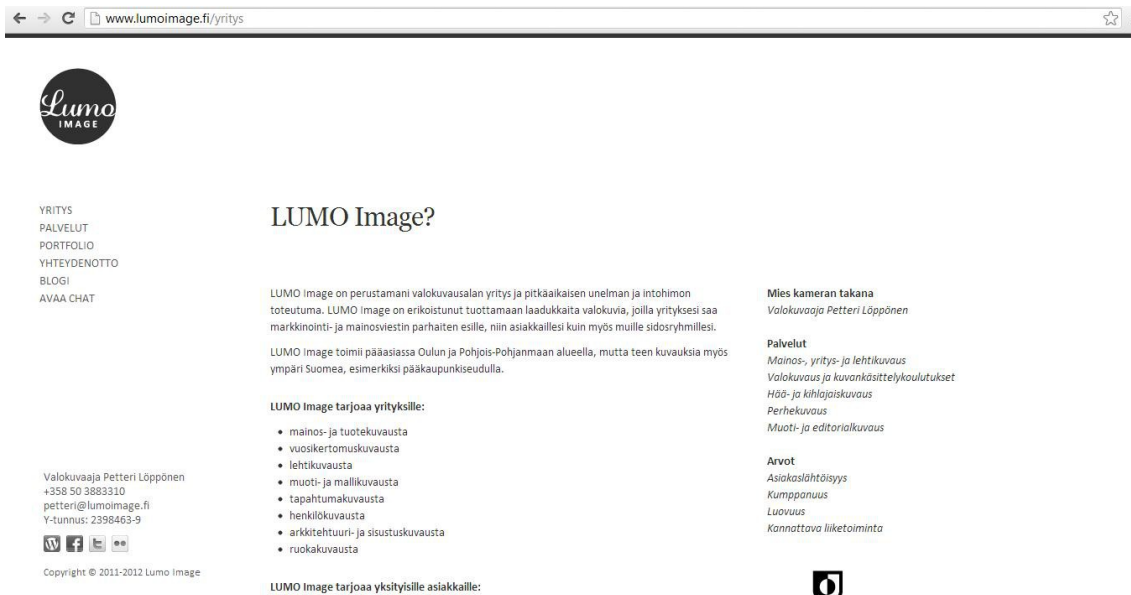 www.lumoimage.fi/yritys
Lumo
IMAGE
YRITYS
PALVELUT
PORTFOLIO
YHTEYDENOTTO
BLOGI
AVAA CHAT
Valokuvaaja Petteri Löppönen
+358 50 3883310
petteri@lumoimage.fi
Y-tunnus: 2398463-9
Copyright © 2011-2012 Lumo Image
LUMO Image?
LUMO Image on perustamani valokuvausalan yritys ja pitkäaikaisen unelman ja intohimon
toteutuma. LUMO Image on erikoistunut tuottamaan laadukkaita valokuvia, joilla yrityksesi saa
markkinointi- ja mainosviestin parhaiten esille, niin asiakkaillesi kuin myös muille sidosryhmillesi.
LUMO Image toimii pääasiassa Oulun ja Pohjois-Pohjanmaan alueella, mutta teen kuvauksia myös
ympäri Suomea, esimerkiksi pääkaupunkiseudulla.
LUMO Image tarjoaa yrityksille:
• mainos- ja tuotekuvausta
• vuosikertomuskuvausta
• lehtikuvausta
• muoti- ja mallikuvausta
• tapahtumakuvausta
• henkilökuvausta
• arkkitehtuuri- ja sisustuskuvausta
• ruokakuvausta
LUMO Image tarjoaa yksityisille asiakkaille:
Mies kameran takana
Valokuvaaja Petteri Löppönen
Palvelut
Mainos-, yritys- ja lehtikuvaus
Valokuvaus ja kuvankäsittelykoulutukset
Hää- ja kihlajaiskuvaus
Perhekuvaus
Muoti- ja editorialkuvaus
Arvot
Asiakaslähtöisyys
Kumppanuus
Luovuus
Kannattava liiketoiminta